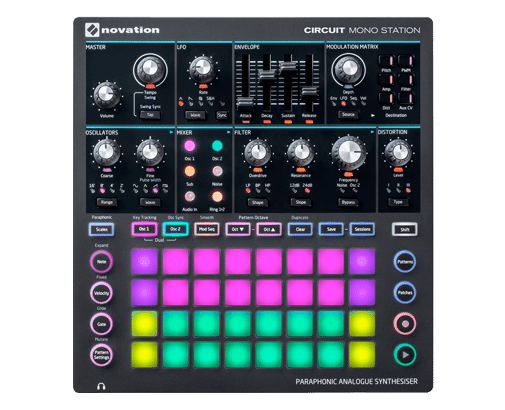 novation
CIRCUIT MONO STATION
MASTER
LFO
ENVELOPE
MODULATION MATRIX
Tempo
Swing
Volume
Swing Sync
Tap
Rate
Wave
Sync
Attack
Decay
Sustain
Release
Depth
Env LFO Seq Vel
Source
Pitch
PWM
Amp
Filter
Dist
Aux CV
Destination
OSCILLATORS
MIXER
FILTER
DISTORTION
Coarse
Fine
Pulse Width
16' 8' 4' 2'
Range
Wave
Osc 1
Osc 2
Sub
Noise
Audio In
Ring 1×2
Overdrive
Resonance
Frequency
LP BP HP
12dB 24dB
Noise Osc 2
Shape
Slope
Bypass
Level
I II III
Type
Paraphonic
Key Tracking
Osc Sync
Smooth
Pattern Octave
Duplicate
Scales
Osc 1
Osc 2
Mod Seq
Oct ▼
Oct ▲
Clear
Save
Sessions
Shift
Dual
Expand
Note
Patterns
Fixed
Velocity
Patches
Glide
Gate
Mutate
Pattern
Settings
PARAPHONIC ANALOGUE SYNTHESISER